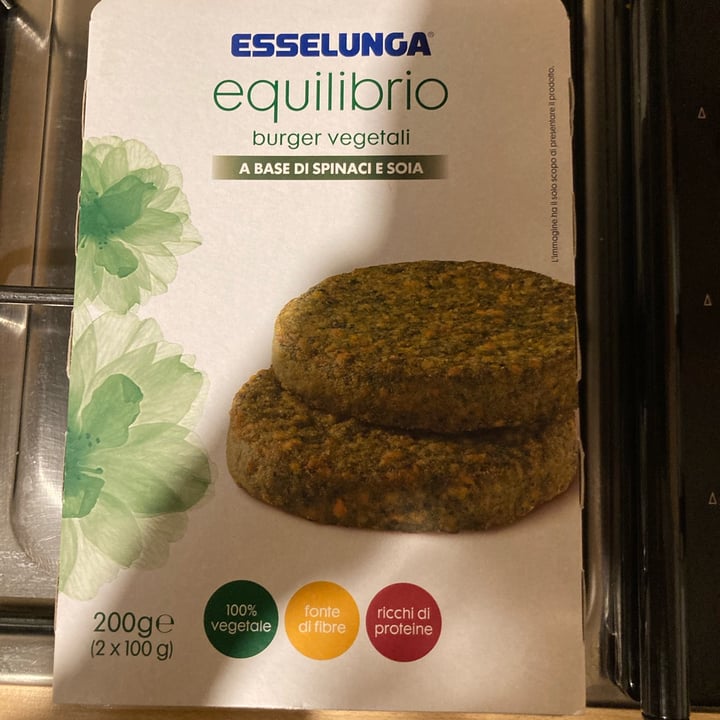 ESSELUNGA®
equilibrio
burger vegetali
A BASE DI SPINACI E SOIA
L'immagine ha il solo scopo di presentare il prodotto.
200g℮
(2 x 100 g)
100%
vegetale
fonte
di fibre
ricchi di
proteine